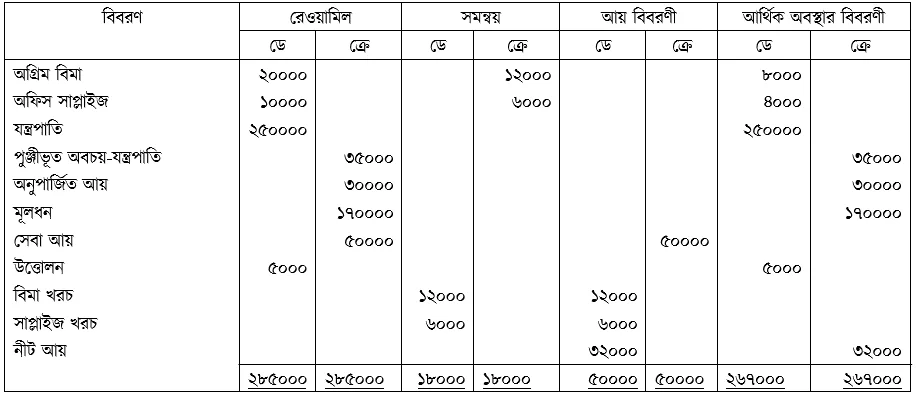 বিবরণ রেওয়ামিল সমন্বয় আয় বিবরণী আর্থিক অবস্থার বিবরণী
ডে ক্রে ডে ক্রে ডে ক্রে ডে ক্রে
অগ্রিম বিমা ২০০০০ ১২০০০ ৮০০০
অফিস সাপ্লাইজ ১০০০০ ৬০০০ ৪০০০
যন্ত্রপাতি ২৫০০০০ ২৫০০০০
পুঞ্জীভূত অবচয়-যন্ত্রপাতি ৩৫০০০ ৩৫০০০
অনুপার্জিত আয় ৩০০০০ ৩০০০০
মূলধন ১৭০০০০ ১৭০০০০
সেবা আয় ৫০০০০ ৫০০০০
উত্তোলন ৫০০০ ৫০০০
বিমা খরচ ১২০০০ ১২০০০
সাপ্লাইজ খরচ ৬০০০ ৬০০০
নীট আয় ৩২০০০ ৩২০০০
২৮৫০০০ ২৮৫০০০ ১৮০০০ ১৮০০০ ৫০০০০ ৫০০০০ ২৬৭০০০ ২৬৭০০০